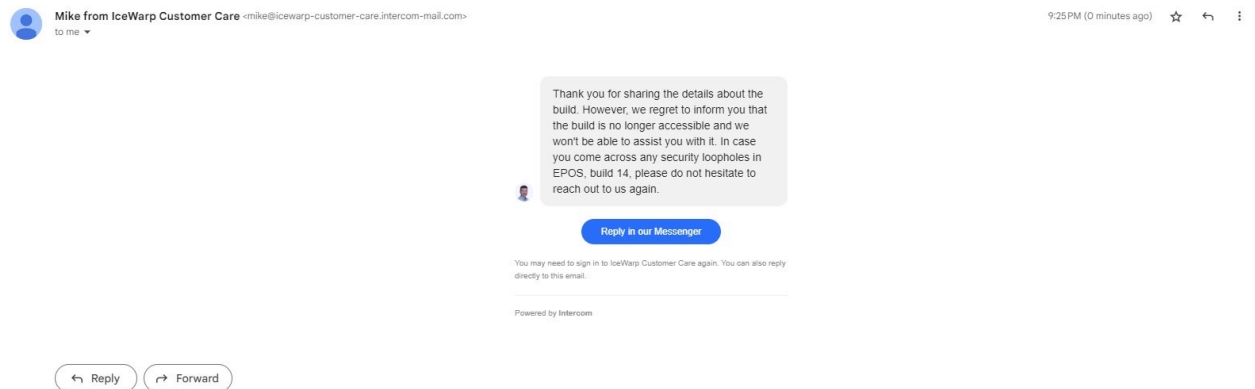 Mike from IceWarp Customer Care <mike@icewarp-customer-care.intercom-mail.com>
9:25 PM (0 minutes ago)
to me
Thank you for sharing the details about the
build. However, we regret to inform you that
the build is no longer accessible and we
won't be able to assist you with it. In case
you come across any security loopholes in
EPOS, build 14, please do not hesitate to
reach out to us again.
Reply in our Messenger
You may need to sign in to IceWarp Customer Care again. You can also reply
directly to this email.
Powered by Intercom
Reply
Forward